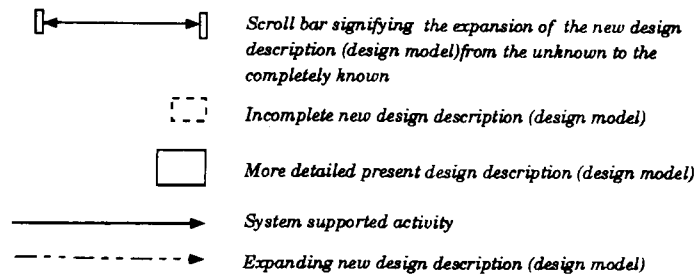 Scroll bar signifying the expansion of the new design
description (design model)from the unknown to the
completely known
Incomplete new design description (design model)
More detailed present design description (design model)
System supported activity
Expanding new design description (design model)